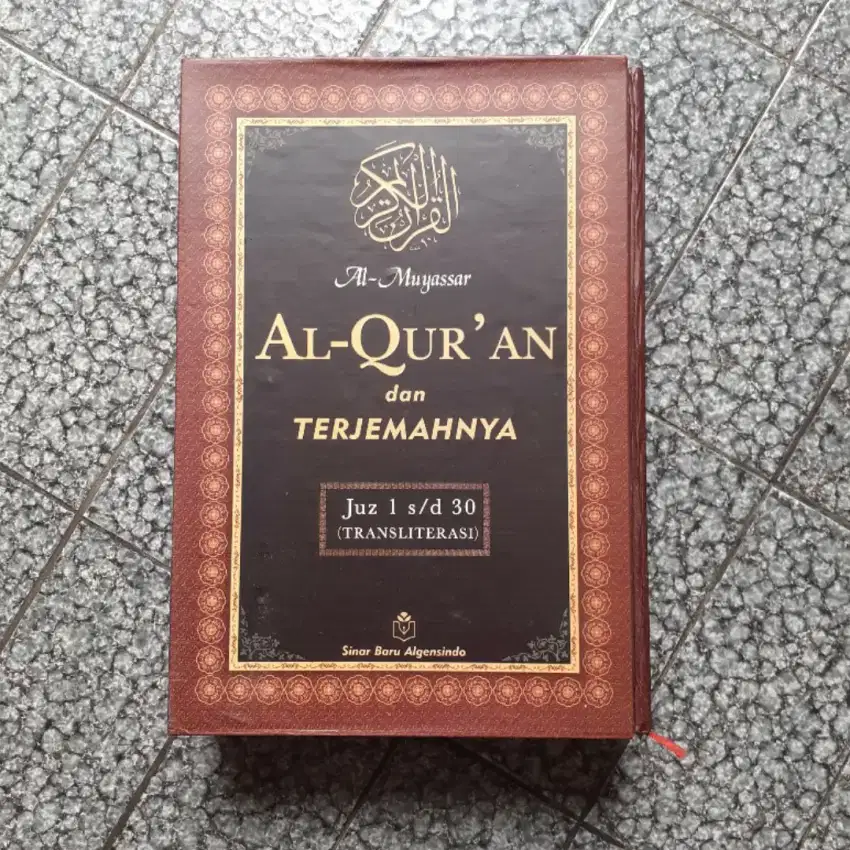 القرآن الكريم
Al-Muyassar
AL-QUR'AN
dan
TERJEMAHNYA
Juz 1 s/d 30
(TRANSLITERASI)
Sinar Baru Algensindo